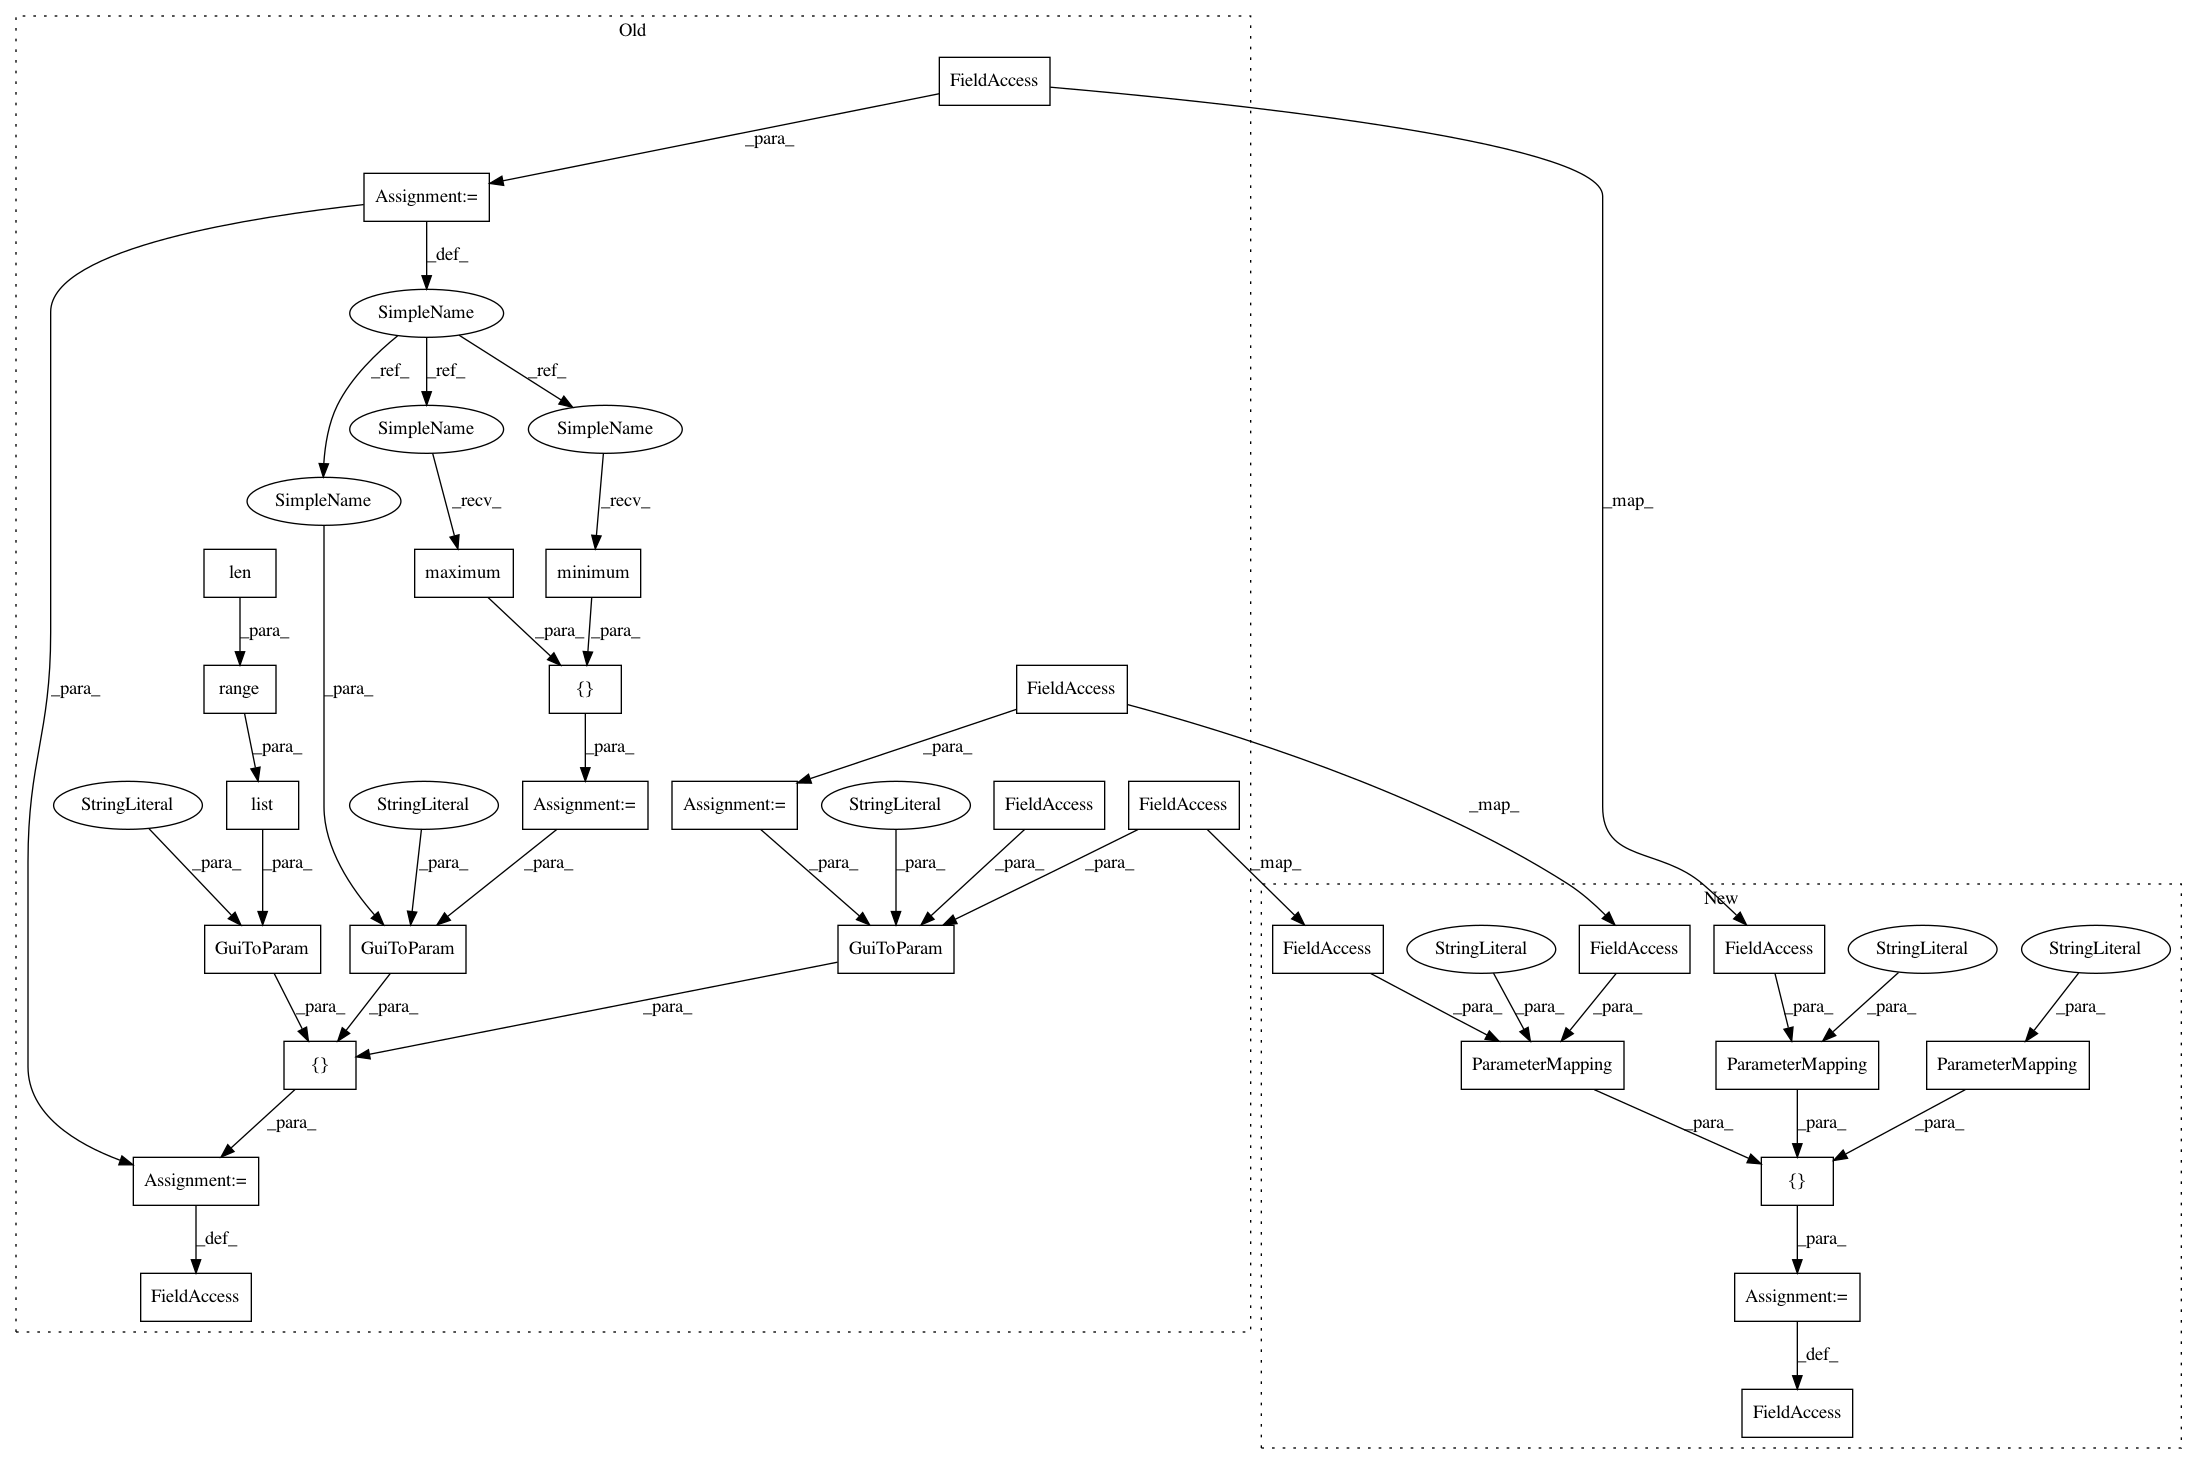 Old
FieldAccess
_para_
Assignment:=
_def_
SimpleName
_ref_
_ref_
_ref_
SimpleName
SimpleName
SimpleName
_recv_
_recv_
_map_
len
maximum
minimum
_para_
_para_
_para_
range
{}
FieldAccess
_para_
_para_
_para_
_para_
_para_
StringLiteral
list
StringLiteral
Assignment:=
Assignment:=
StringLiteral
FieldAccess
FieldAccess
_map_
_para_
_para_
_para_
_para_
_para_
_para_
_para_
_para_
_map_
New
GuiToParam
GuiToParam
GuiToParam
FieldAccess
StringLiteral
FieldAccess
FieldAccess
StringLiteral
StringLiteral
_para_
_para_
_para_
_para_
_para_
_para_
_para_
_para_
_para_
{}
ParameterMapping
ParameterMapping
ParameterMapping
_para_
_para_
_para_
_para_
Assignment:=
{}
_def_
_para_
FieldAccess
Assignment:=
_def_
FieldAccess